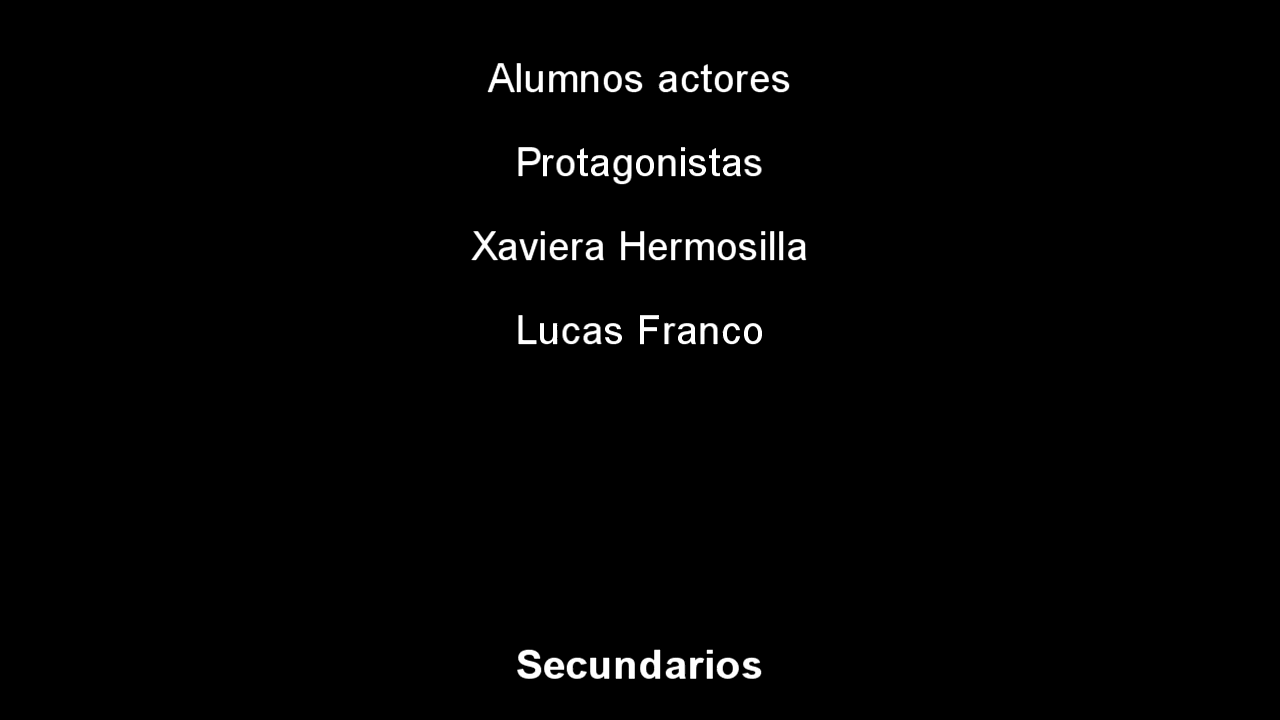 Alumnos actores
Protagonistas
Xaviera Hermosilla
Lucas Franco
Secundarios